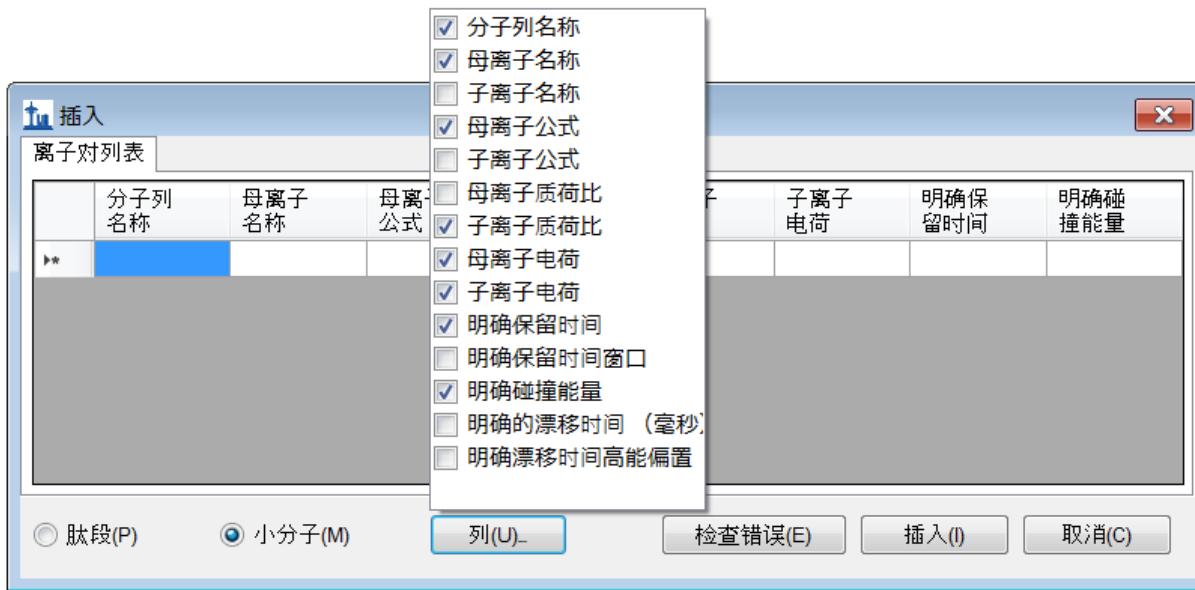 分子列名称
母离子名称
子离子名称
母离子公式
子离子公式
母离子质荷比
子离子质荷比
母离子电荷
子离子电荷
明确保留时间
明确保留时间窗口
明确碰撞能量
明确的漂移时间 （毫秒）
明确漂移时间高能偏置
插入
离子对列表
分子列
名称
母离子
名称
母离
公式
子离子
电荷
明确保
留时间
明确碰
撞能量
肽段(P)
小分子(M)
列(U)...
检查错误(E)
插入(I)
取消(C)